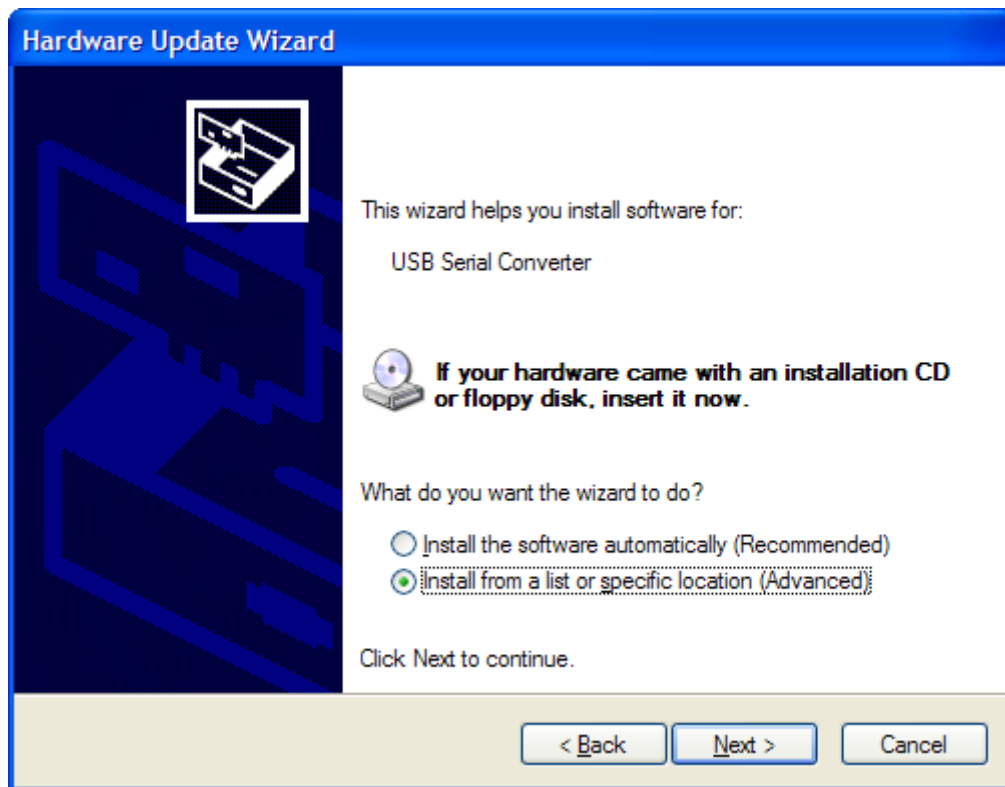 Hardware Update Wizard
This wizard helps you install software for:
USB Serial Converter
If your hardware came with an installation CD
or floppy disk, insert it now.
What do you want the wizard to do?
Install the software automatically (Recommended)
Install from a list or specific location (Advanced)
Click Next to continue.
< Back
Next >
Cancel